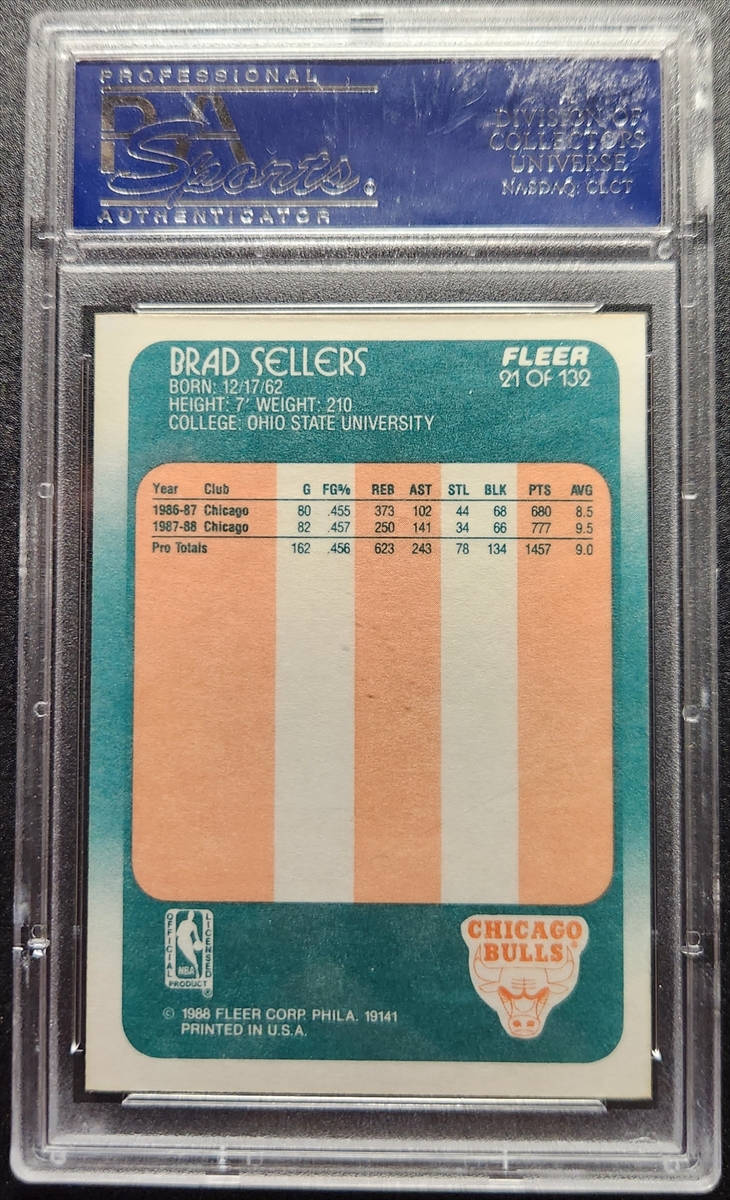 PROFESSIONAL
PSA
Sports.
AUTHENTICATOR
DIVISION OF
COLLECTORS
UNIVERSE
NASDAQ: CLCT
BRAD SELLERS
BORN: 12/17/62
HEIGHT: 7' WEIGHT: 210
COLLEGE: OHIO STATE UNIVERSITY
FLEER
21 OF 132
Year Club G FG% REB AST STL BLK PTS AVG
1986-87 Chicago 80 .455 373 102 44 68 680 8.5
1987-88 Chicago 82 .457 250 141 34 66 777 9.5
Pro Totals 162 .456 623 243 78 134 1457 9.0
OFFICIAL
LICENSED
NBA
PRODUCT ®
CHICAGO
BULLS®
© 1988 FLEER CORP. PHILA. 19141
PRINTED IN U.S.A.